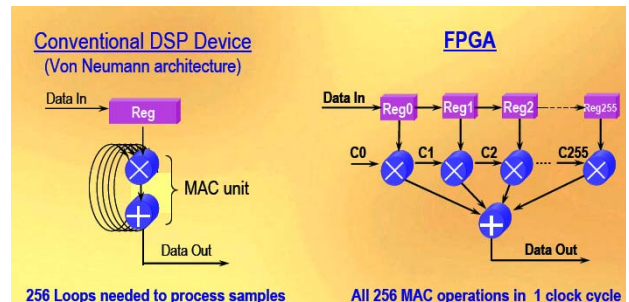 Conventional DSP Device
(Von Neumann architecture)
Data In
Reg
MAC unit
Data Out
256 Loops needed to process samples
FPGA
Data In
Reg0
Reg1
Reg2
Reg255
C0
C1
C2
C255
Data Out
All 256 MAC operations in 1 clock cycle